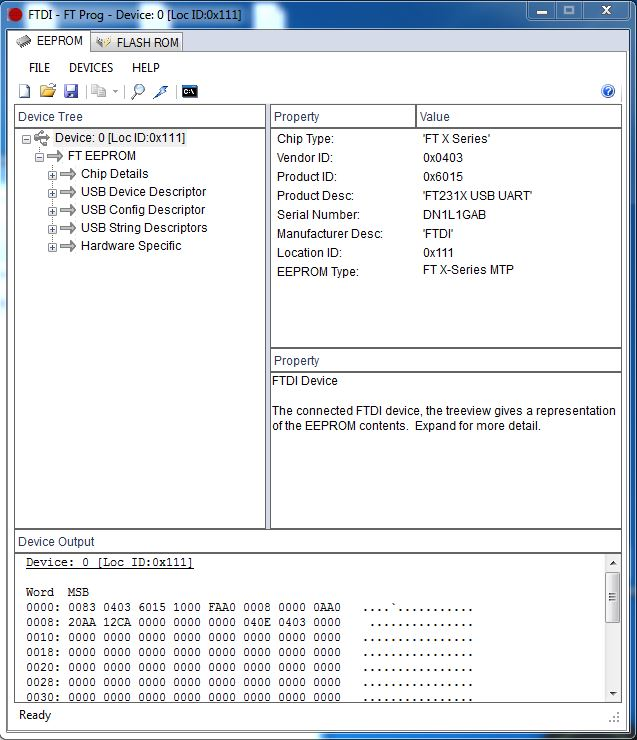 FTDI - FT Prog - Device: 0 [Loc ID:0x111]
EEPROM
FLASH ROM
FILE DEVICES HELP
C:\
Device Tree
Device: 0 [Loc ID:0x111]
FT EEPROM
Chip Details
USB Device Descriptor
USB Config Descriptor
USB String Descriptors
Hardware Specific
Property Value
Chip Type: 'FT X Series'
Vendor ID: 0x0403
Product ID: 0x6015
Product Desc: 'FT231X USB UART'
Serial Number: DN1L1GAB
Manufacturer Desc: 'FTDI'
Location ID: 0x111
EEPROM Type: FT X-Series MTP
Property
FTDI Device
The connected FTDI device, the treeview gives a representation
of the EEPROM contents. Expand for more detail.
Device Output
Device: 0 [Loc ID:0x111]
Word MSB
0000: 0083 0403 6015 1000 FAA0 0008 0000 0AA0 ....`...........
0008: 20AA 12CA 0000 0000 0000 040E 0403 0000 ...............
0010: 0000 0000 0000 0000 0000 0000 0000 0000 ................
0018: 0000 0000 0000 0000 0000 0000 0000 0000 ................
0020: 0000 0000 0000 0000 0000 0000 0000 0000 ................
0028: 0000 0000 0000 0000 0000 0000 0000 0000 ................
0030: 0000 0000 0000 0000 0000 0000 0000 0000 ................
Ready